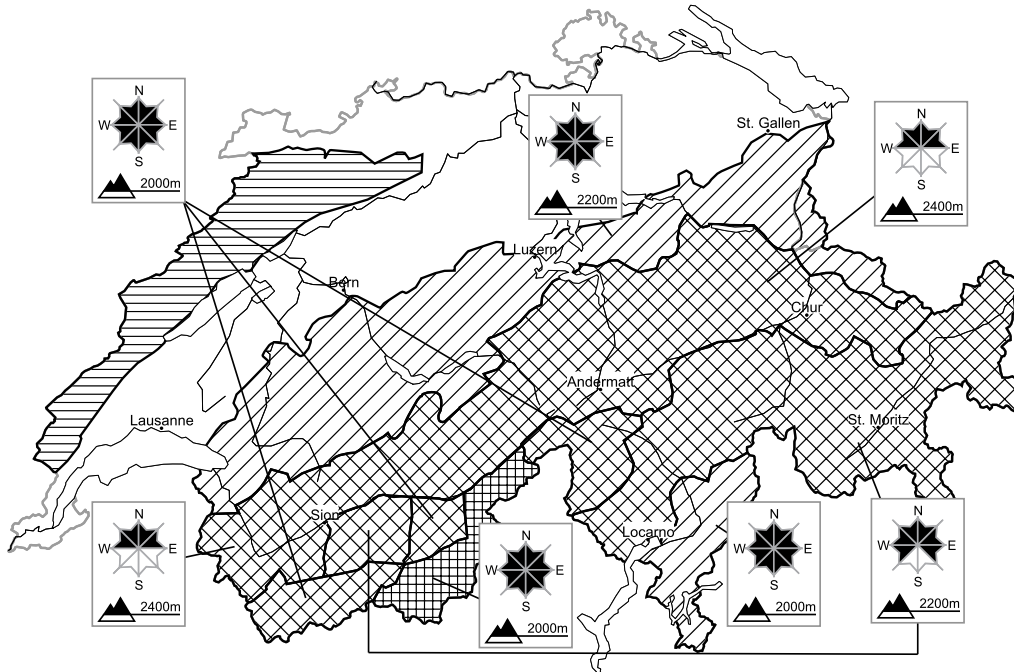 N
W E
S
2000m
N
W E
S
2200m
N
W E
S
2400m
St. Gallen
Luzern
Bern
Chur
Andermatt
Lausanne
St. Moritz
Sion
Locarno
N
W E
S
2400m
N
W E
S
2000m
N
W E
S
2000m
N
W E
S
2200m